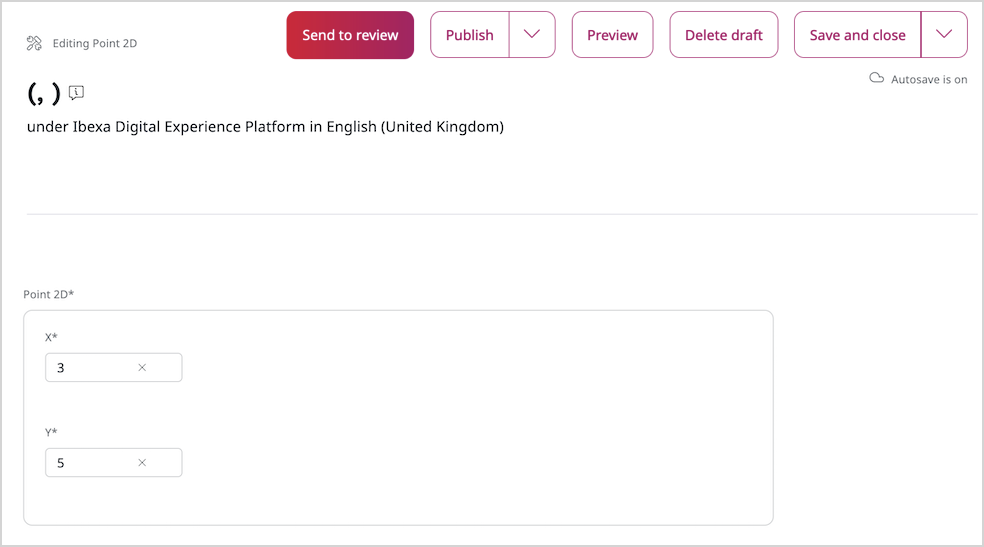 Editing Point 2D
Send to review
Publish
Preview
Delete draft
Save and close
Autosave is on
(, )
under Ibexa Digital Experience Platform in English (United Kingdom)
Point 2D*
X*
3
Y*
5